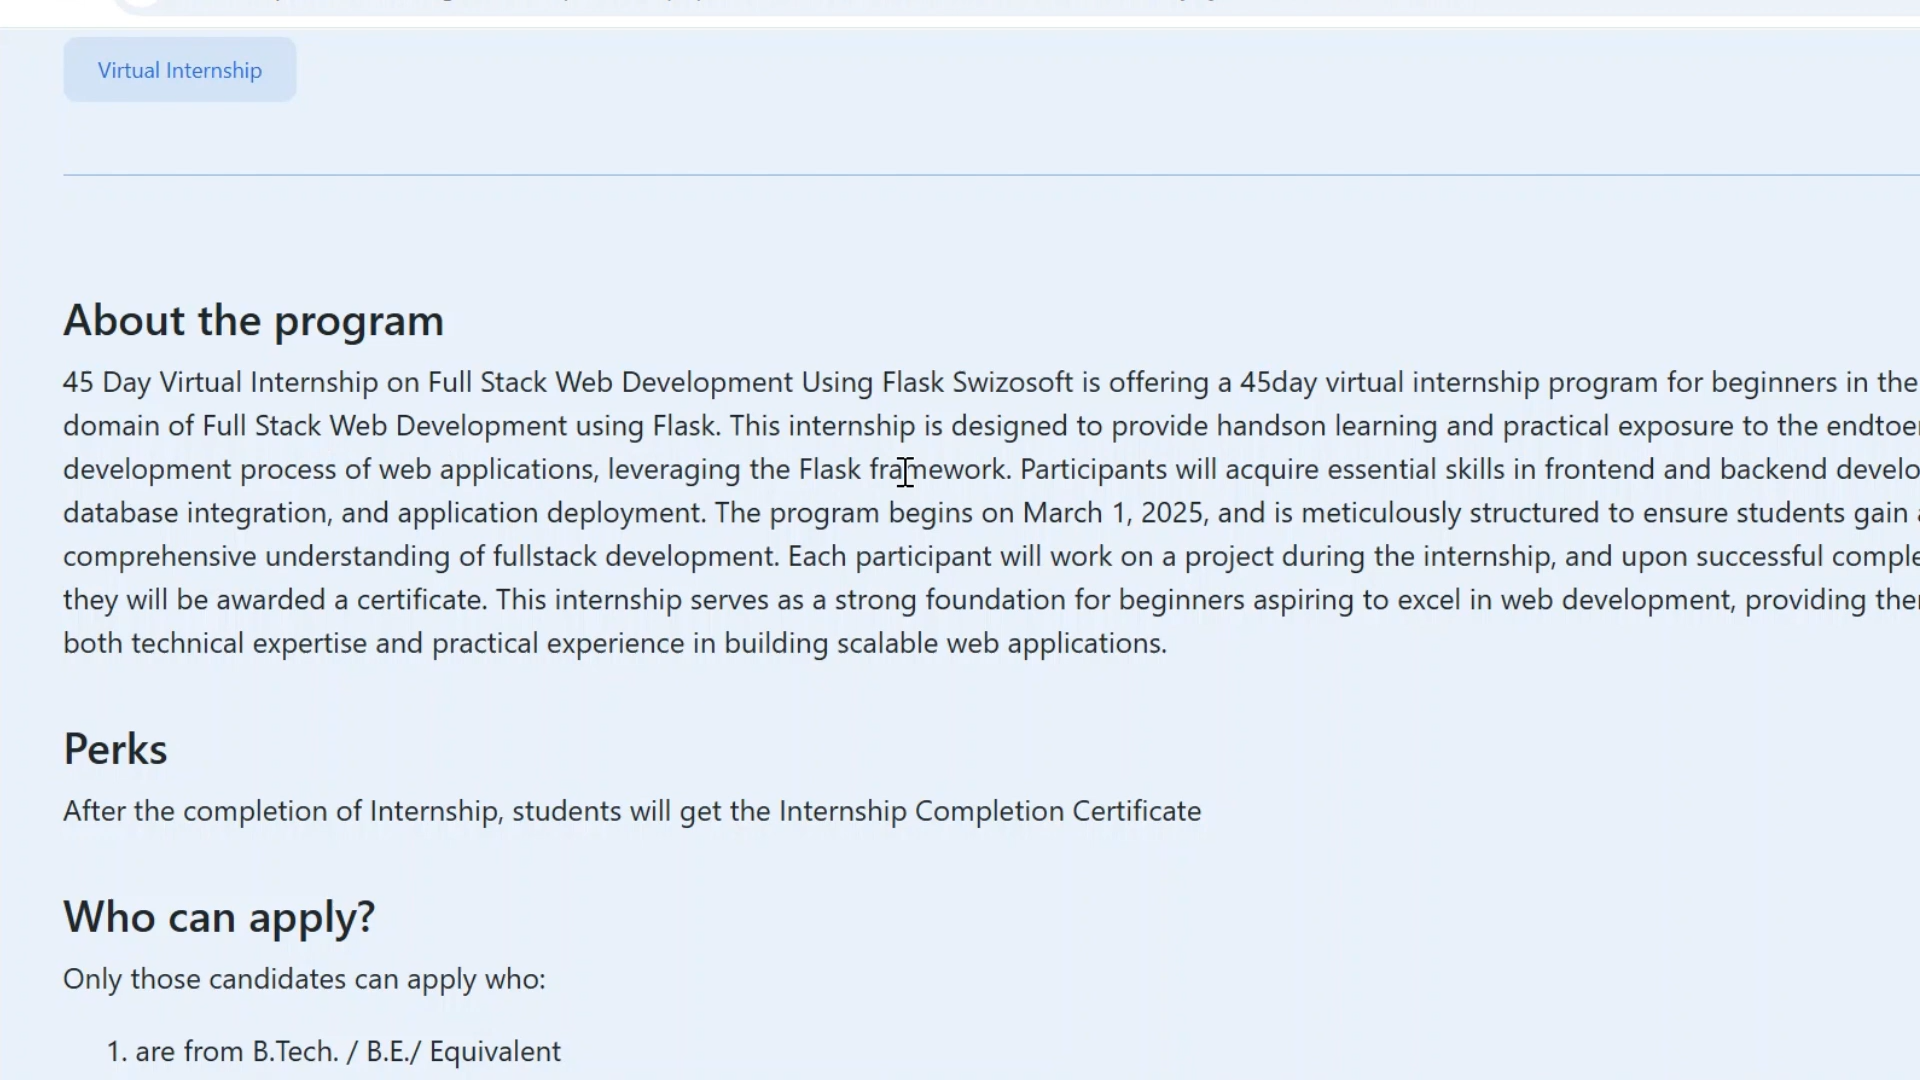 Virtual Internship
About the program
45 Day Virtual Internship on Full Stack Web Development Using Flask Swizosoft is offering a 45day virtual internship program for beginners in the
domain of Full Stack Web Development using Flask. This internship is designed to provide handson learning and practical exposure to the
development process of web applications, leveraging the Flask framework. Participants will acquire essential skills in frontend and backend
database integration, and application deployment. The program begins on March 1, 2025, and is meticulously structured to ensure students gain
comprehensive understanding of fullstack development. Each participant will work on a project during the internship, and upon successful
they will be awarded a certificate. This internship serves as a strong foundation for beginners aspiring to excel in web development, providing
both technical expertise and practical experience in building scalable web applications.
Perks
After the completion of Internship, students will get the Internship Completion Certificate
Who can apply?
Only those candidates can apply who:
1. are from B.Tech. / B.E./ Equivalent